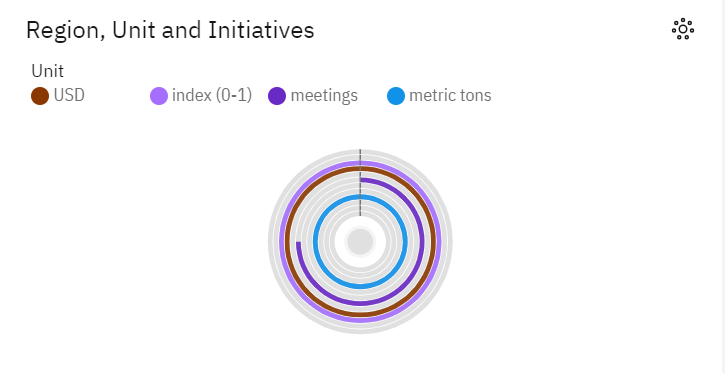 Region, Unit and Initiatives
Unit
USD index (0-1) meetings metric tons